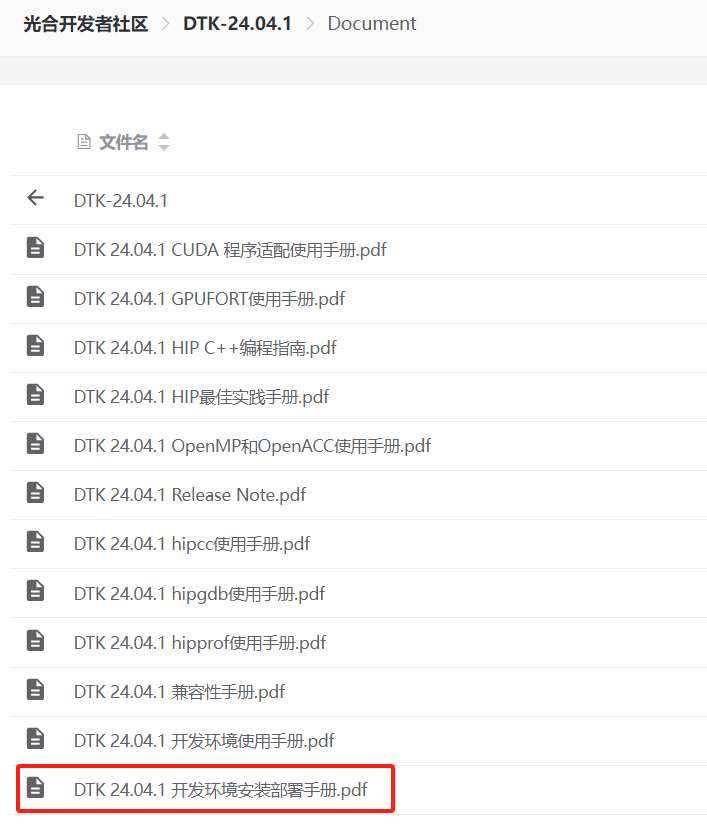 光合开发者社区 > DTK-24.04.1 > Document
文件名
DTK-24.04.1
DTK 24.04.1 CUDA 程序适配使用手册.pdf
DTK 24.04.1 GPUFORT使用手册.pdf
DTK 24.04.1 HIP C++编程指南.pdf
DTK 24.04.1 HIP最佳实践手册.pdf
DTK 24.04.1 OpenMP和OpenACC使用手册.pdf
DTK 24.04.1 Release Note.pdf
DTK 24.04.1 hipcc使用手册.pdf
DTK 24.04.1 hipgdb使用手册.pdf
DTK 24.04.1 hipprof使用手册.pdf
DTK 24.04.1 兼容性手册.pdf
DTK 24.04.1 开发环境使用手册.pdf
DTK 24.04.1 开发环境安装部署手册.pdf